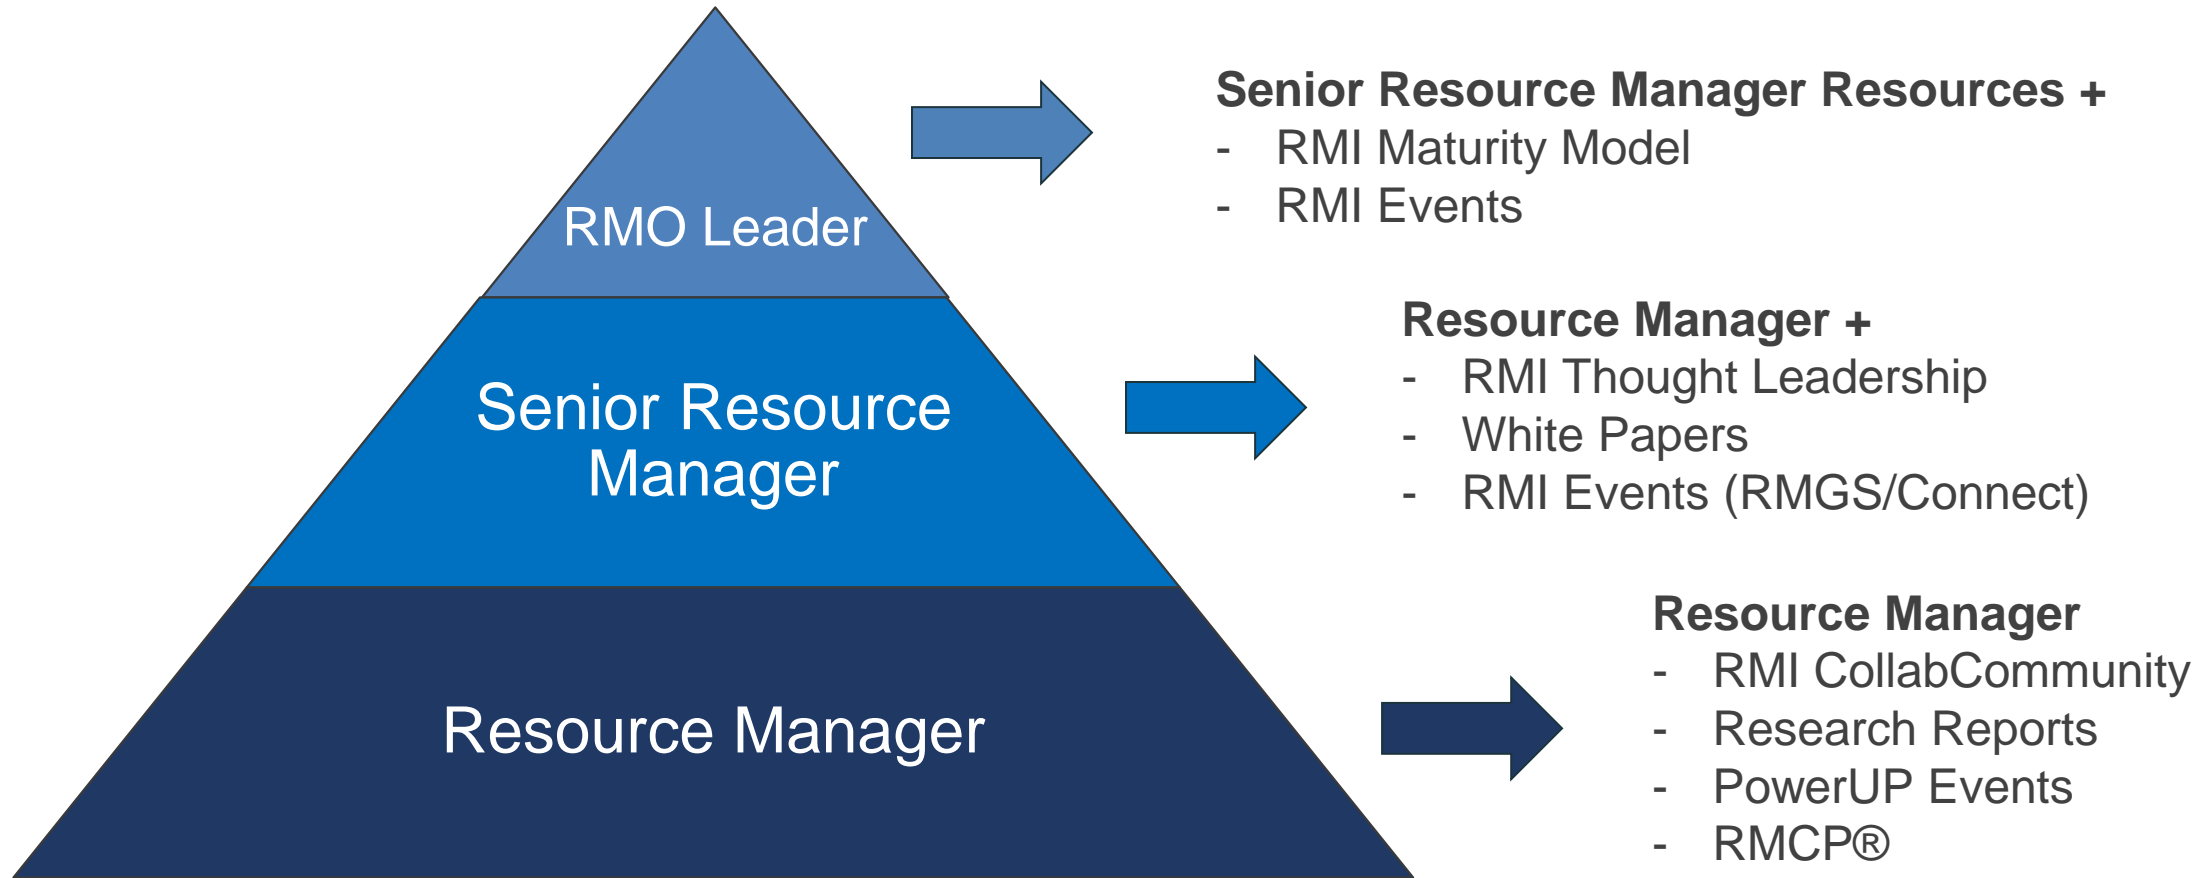 RMO Leader
Senior Resource
Manager
Resource Manager
Senior Resource Manager Resources +
- RMI Maturity Model
- RMI Events
Resource Manager +
- RMI Thought Leadership
- White Papers
- RMI Events (RMGS/Connect)
Resource Manager
- RMI CollabCommunity
- Research Reports
- PowerUP Events
- RMCP®